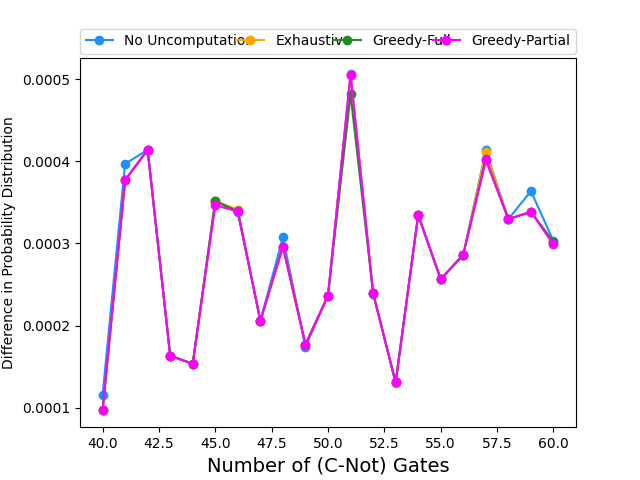 No Uncomputation Exhaustive Greedy-Full Greedy-Partial
0.0005
0.0004
0.0003
0.0002
0.0001
Difference in Probability Distribution
40.0 42.5 45.0 47.5 50.0 52.5 55.0 57.5 60.0
Number of (C-Not) Gates